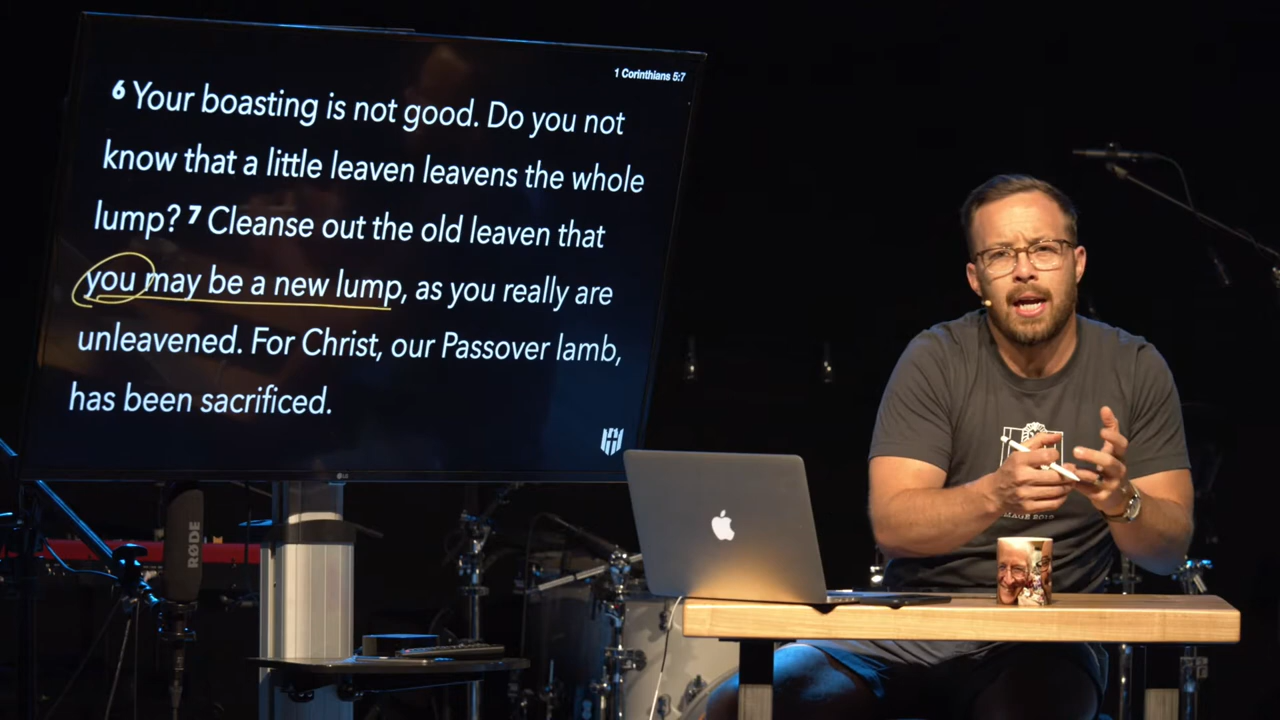 1 Corinthians 5:7
6 Your boasting is not good. Do you not
know that a little leaven leavens the whole
lump? 7 Cleanse out the old leaven that
you may be a new lump, as you really are
unleavened. For Christ, our Passover lamb,
has been sacrificed.
LG
RØDE